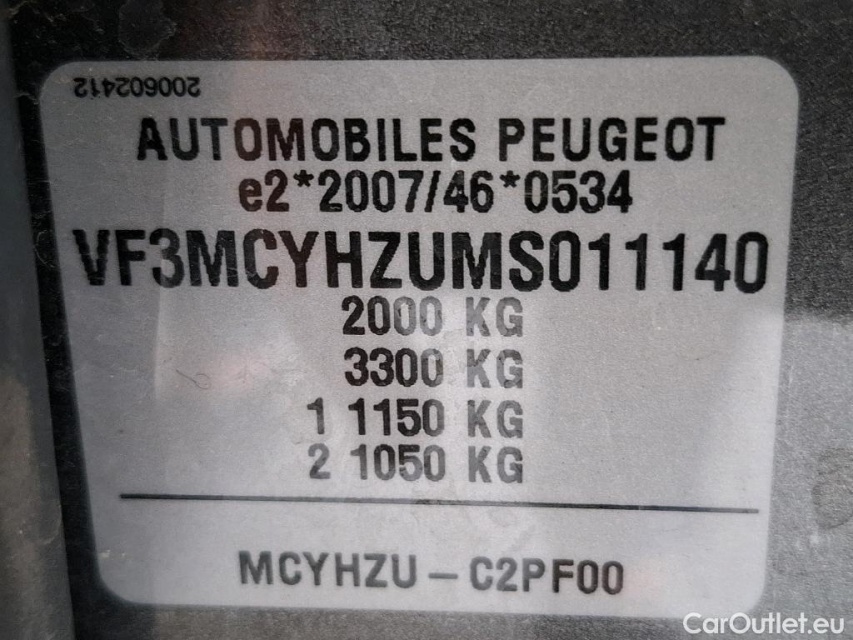 200602412
AUTOMOBILES PEUGEOT
e2*2007/46*0534
VF3MCYHZUMS011140
2000 KG
3300 KG
1 1150 KG
2 1050 KG
MCYHZU – C2PF00
CarOutlet.eu